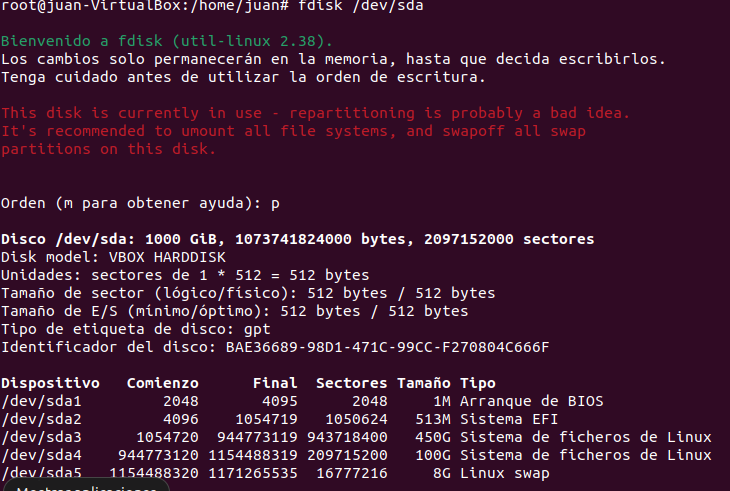 root@juan-VirtualBox:/home/juan# fdisk /dev/sda
Bienvenido a fdisk (util-linux 2.38).
Los cambios solo permanecerán en la memoria, hasta que decida escribirlos.
Tenga cuidado antes de utilizar la orden de escritura.
This disk is currently in use - repartitioning is probably a bad idea.
It's recommended to umount all file systems, and swapoff all swap
partitions on this disk.
Orden (m para obtener ayuda): p
Disco /dev/sda: 1000 GiB, 1073741824000 bytes, 2097152000 sectores
Disk model: VBOX HARDDISK
Unidades: sectores de 1 * 512 = 512 bytes
Tamaño de sector (lógico/físico): 512 bytes / 512 bytes
Tamaño de E/S (mínimo/óptimo): 512 bytes / 512 bytes
Tipo de etiqueta de disco: gpt
Identificador del disco: BAE36689-98D1-471C-99CC-F270804C666F
Dispositivo Comienzo Final Sectores Tamaño Tipo
/dev/sda1 2048 4095 2048 1M Arranque de BIOS
/dev/sda2 4096 1054719 1050624 513M Sistema EFI
/dev/sda3 1054720 944773119 943718400 450G Sistema de ficheros de Linux
/dev/sda4 944773120 1154488319 209715200 100G Sistema de ficheros de Linux
/dev/sda5 1154488320 1171265535 16777216 8G Linux swap